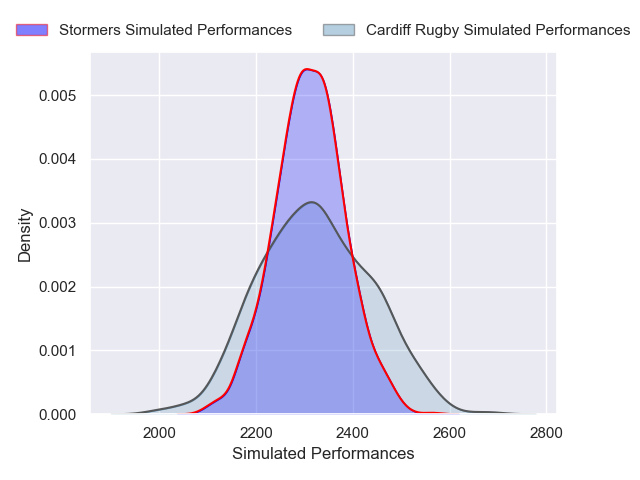 Stormers Simulated Performances Cardiff Rugby Simulated Performances
0.005
0.004
0.003
0.002
0.001
0.000
Density
2000 2200 2400 2600 2800
Simulated Performances